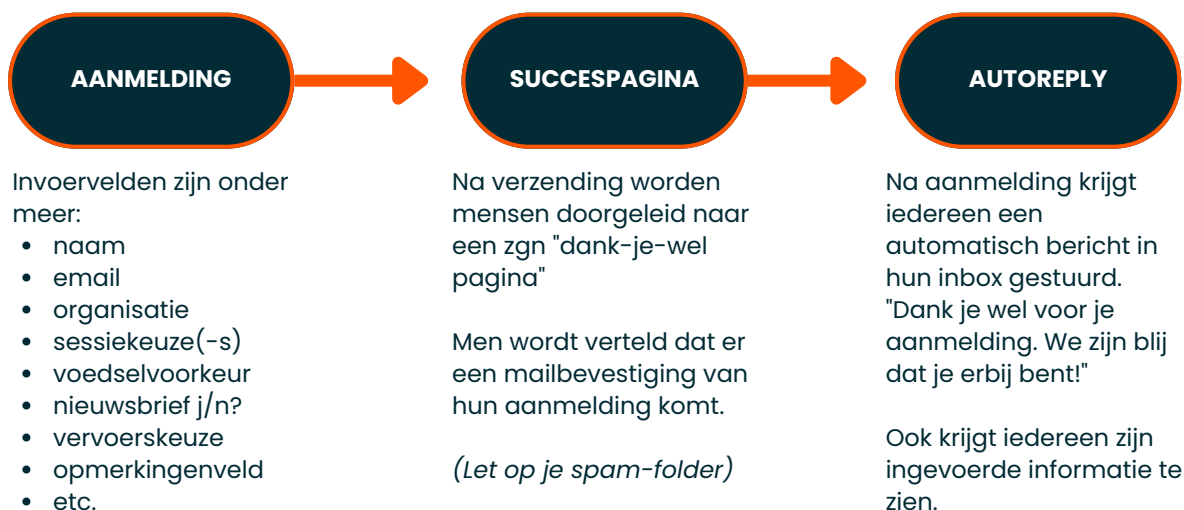 AANMELDING
SUCCESPAGINA
AUTOREPLY
Invoervelden zijn onder
meer:
• naam
• email
• organisatie
• sessiekeuze(-s)
• voedselvoorkeur
• nieuwsbrief j/n?
• vervoerskeuze
• opmerkingenveld
• etc.
Na verzending worden
mensen doorgeleid naar
een zgn "dank-je-wel
pagina"
Men wordt verteld dat er
een mailbevestiging van
hun aanmelding komt.
(Let op je spam-folder)
Na aanmelding krijgt
iedereen een
automatisch bericht in
hun inbox gestuurd.
"Dank je wel voor je
aanmelding. We zijn blij
dat je erbij bent!"
Ook krijgt iedereen zijn
ingevoerde informatie te
zien.